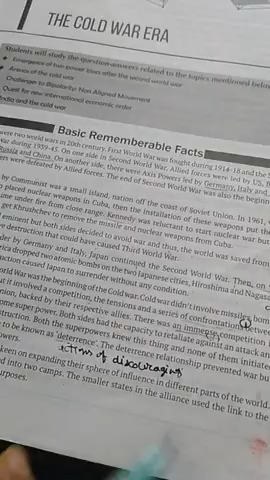 THE COLD WAR ERA
Students will study the question-answers related to the topics mentioned below
Emergence of two power blocs after the second world war
Arenas of the cold war
Challenges to Bipolarity: Non Aligned Movement
Quest for new international economic order
India and the cold war
Basic Rememberable Facts
were two world wars in 20th century. First World War was fought during 1914-18 and the
war during 1939-45. On one side in Second World War, Allied forces were led by US,
Russia and China. On another side, there were Axis Powers led by Germany, Italy and
ers were defeated by Allied forces. The end of Second World War was also the
by Communist was a small island, nation off the coast of Soviet Union. In 1961,
placed nuclear weapons in Cuba, then the installation of these weapons put the
me under fire from close range. Kennedy was reluctant to start nuclear war but
get Khrushchev to remove the missile and nuclear weapons from Cuba.
eminent but both sides decided to avoid war and thus, the world was saved from
destruction that could have caused Third World War.
der by Germany and Italy, Japan continued the Second World War. Then, on
erica dropped two atomic bombs on the two Japanese cities, Hiroshima and
ction caused Japan to surrender without any condition.
World War was the beginning of the Cold War. Cold war didn't involve missiles,
t it involved a competition, the tensions and a series of confrontations between
on, backed by their respective allies. There was an immense competition
ome super power. Both sides had the capacity to retaliate against an attack and
struction. Both the superpowers knew this thing and none of them initiated
e to be known as 'deterrence'. The deterrence relationship prevented war but
owers.
ctions of discouraging
keen on expanding their sphere of influence in different parts of the world.
d into two camps. The smaller states in the alliance used the link to the
urposes.